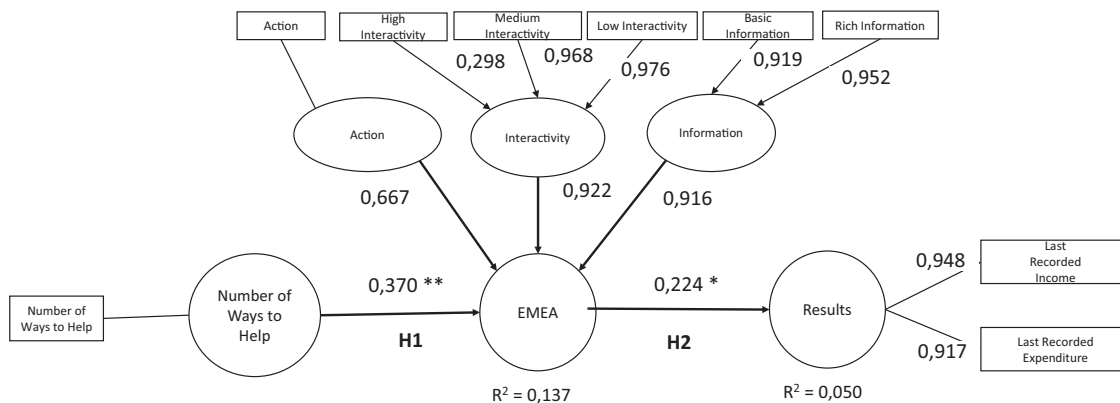 Action
High
Interactivity
Medium
Interactivity
Low Interactivity
Basic
Information
Rich Information
0,298
0,968
0,976
0,919
0,952
Action
Interactivity
Information
0,667
0,922
0,916
Number of
Ways to Help
Number of
Ways to
Help
0,370 **
H1
EMEA
0,224 *
H2
Results
0,948
0,917
Last
Recorded
Income
Last Recorded
Expenditure
R² = 0,137
R² = 0,050